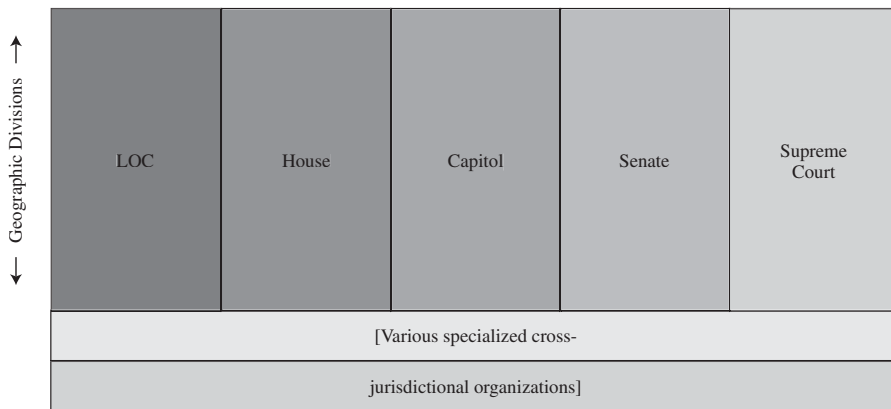 Geographic Divisions
LOC
House
Capitol
Senate
Supreme
Court
[Various specialized cross-
jurisdictional organizations]